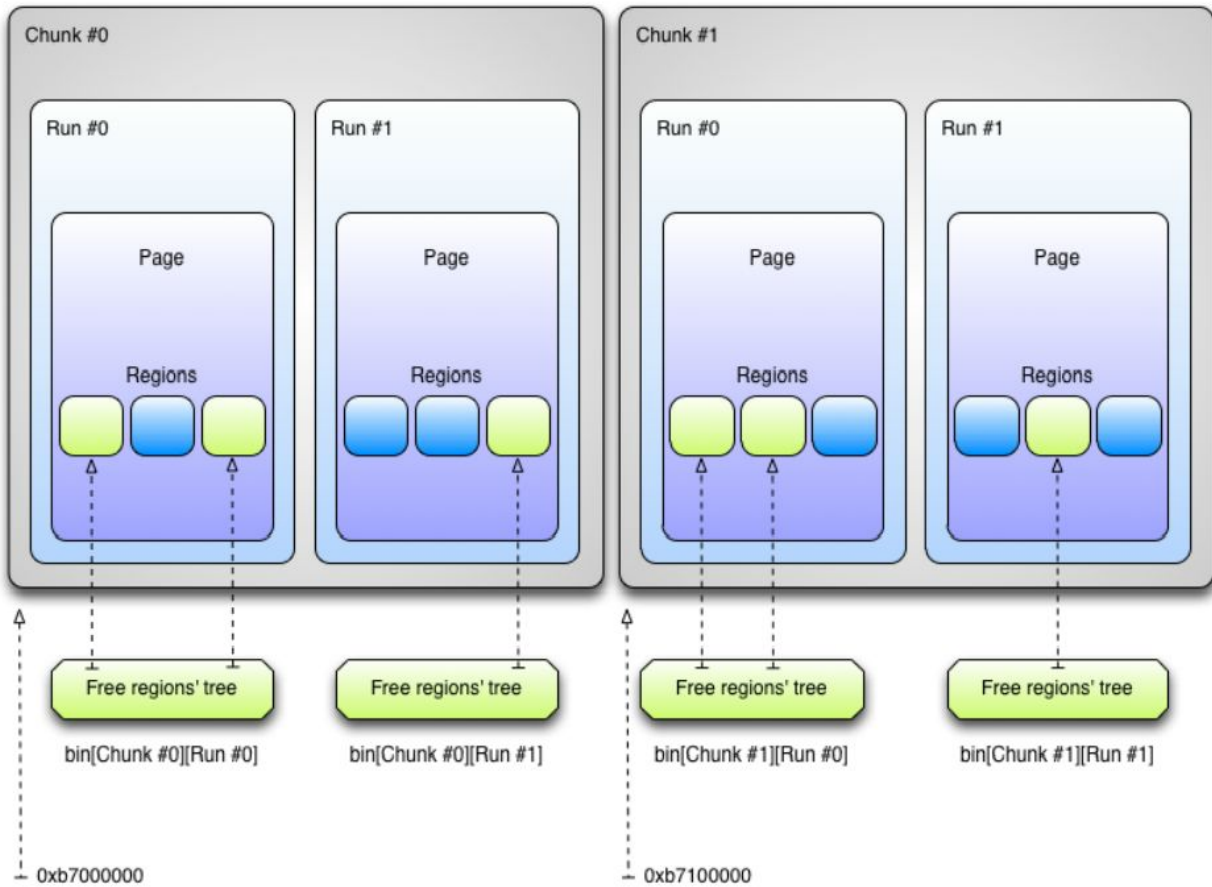 Chunk #0
Chunk #1
Run #0
Run #1
Run #0
Run #1
Page
Page
Page
Page
Regions
Regions
Regions
Regions
Free regions' tree
Free regions' tree
Free regions' tree
Free regions' tree
bin[Chunk #0][Run #0]
bin[Chunk #0][Run #1]
bin[Chunk #1][Run #0]
bin[Chunk #1][Run #1]
0xb7000000
0xb7100000